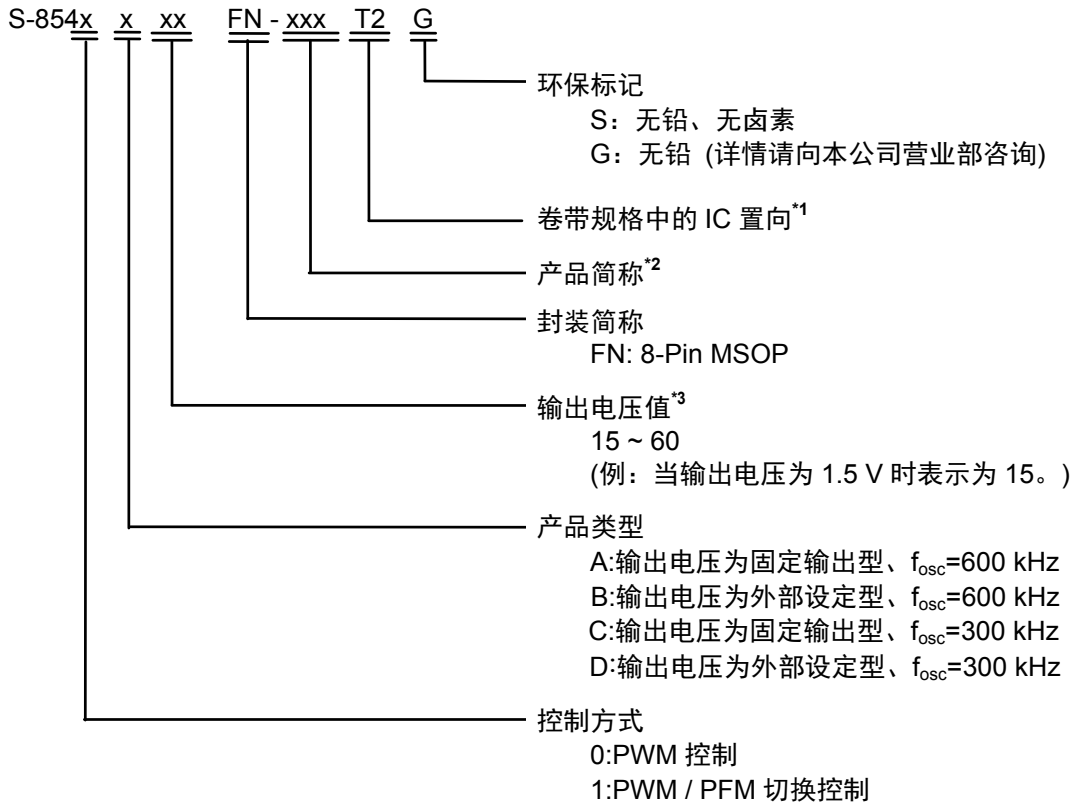 S-854x x xx FN - xxx T2 G
环保标记
S：无铅、无卤素
G：无铅 (详情请向本公司营业部咨询)
卷带规格中的 IC 置向*1
产品简称*2
封装简称
FN: 8-Pin MSOP
输出电压值*3
15 ~ 60
(例：当输出电压为 1.5 V 时表示为 15。)
产品类型
A:输出电压为固定输出型、fosc=600 kHz
B:输出电压为外部设定型、fosc=600 kHz
C:输出电压为固定输出型、fosc=300 kHz
D:输出电压为外部设定型、fosc=300 kHz
控制方式
0:PWM 控制
1:PWM / PFM 切换控制